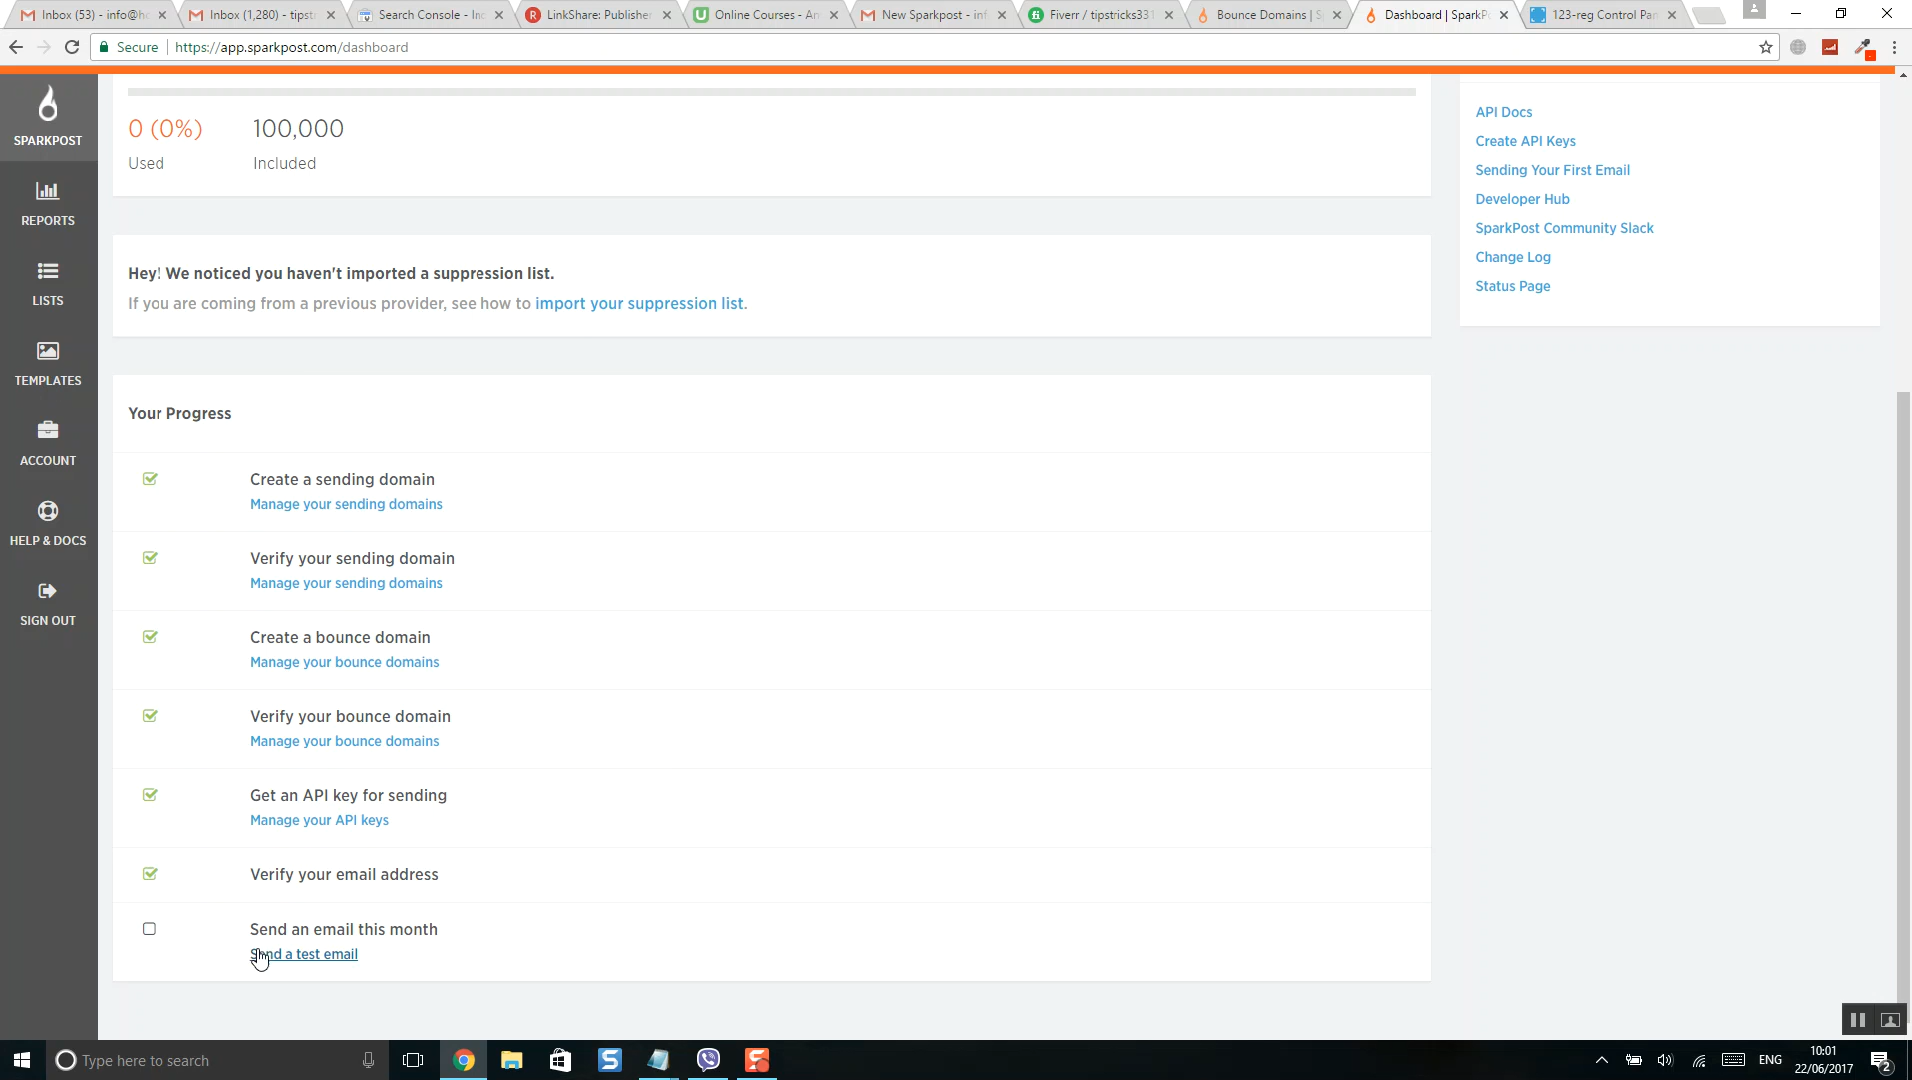 Inbox (53) - info@h
Inbox (1,280) - tipst
Search Console - In
LinkShare: Publisher
Online Courses - An
New Sparkpost - inf
Fiverr / tipstricks331
Bounce Domains | S
Dashboard | SparkP
123-reg Control Pan
Secure
https://app.sparkpost.com/dashboard
SPARKPOST
REPORTS
LISTS
TEMPLATES
ACCOUNT
HELP & DOCS
SIGN OUT
0 (0%)
100,000
Used
Included
Hey! We noticed you haven't imported a suppression list.
If you are coming from a previous provider, see how to import your suppression list.
Your Progress
Create a sending domain
Manage your sending domains
Verify your sending domain
Manage your sending domains
Create a bounce domain
Manage your bounce domains
Verify your bounce domain
Manage your bounce domains
Get an API key for sending
Manage your API keys
Verify your email address
Send an email this month
Send a test email
API Docs
Create API Keys
Sending Your First Email
Developer Hub
SparkPost Community Slack
Change Log
Status Page
Type here to search
ENG
10:01
22/06/2017
2